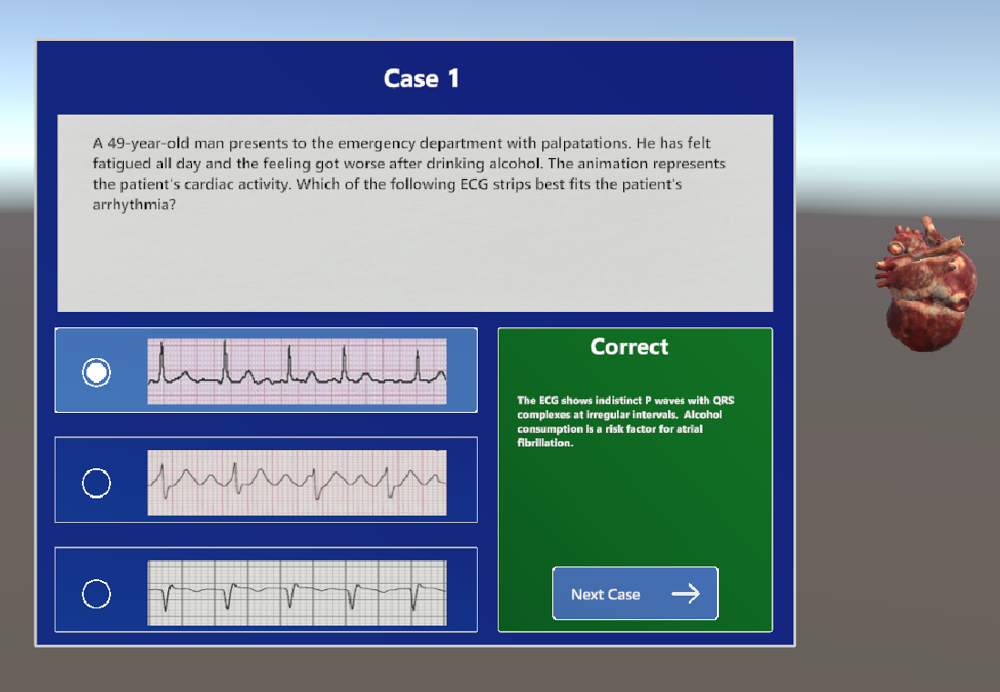 Case 1
A 49-year-old man presents to the emergency department with palpatations. He has felt
fatigued all day and the feeling got worse after drinking alcohol. The animation represents
the patient's cardiac activity. Which of the following ECG strips best fits the patient's
arrhythmia?
Correct
The ECG shows indistinct P waves with QRS
complexes at irregular intervals. Alcohol
consumption is a risk factor for atrial
fibrillation.
Next Case